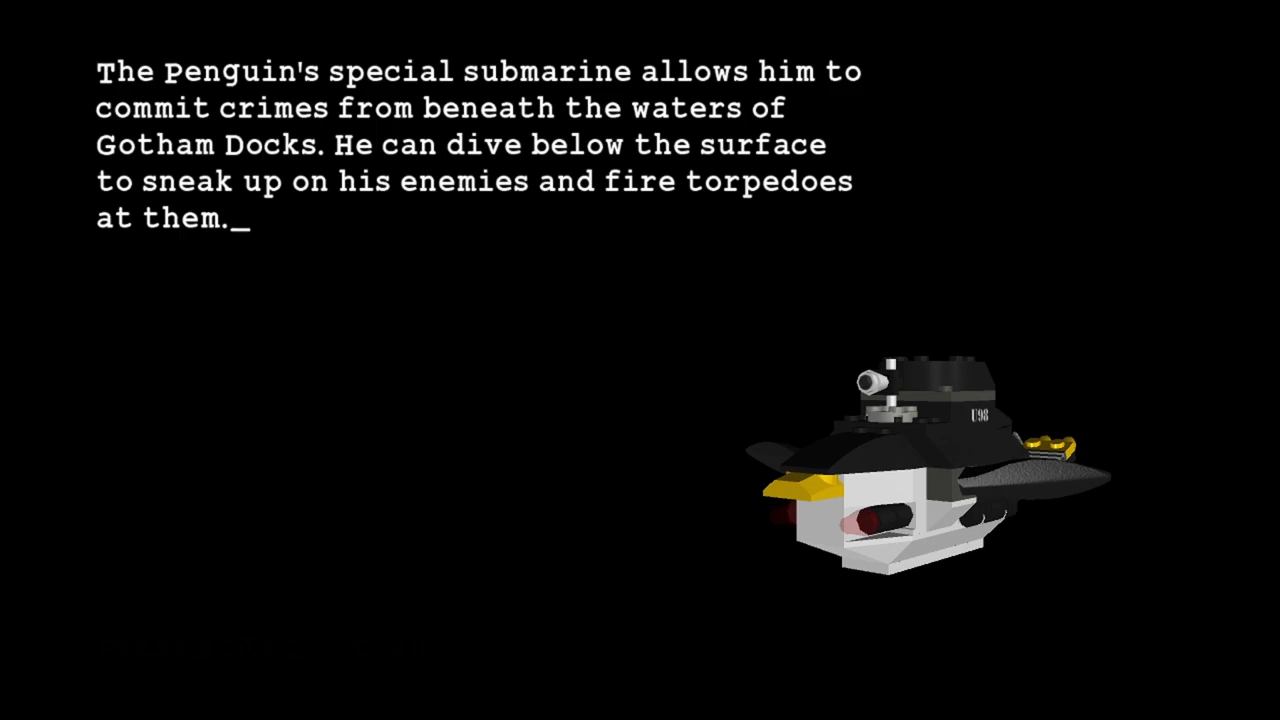 The Penguin's special submarine allows him to
commit crimes from beneath the waters of
Gotham Docks. He can dive below the surface
to sneak up on his enemies and fire torpedoes
at them._
U98